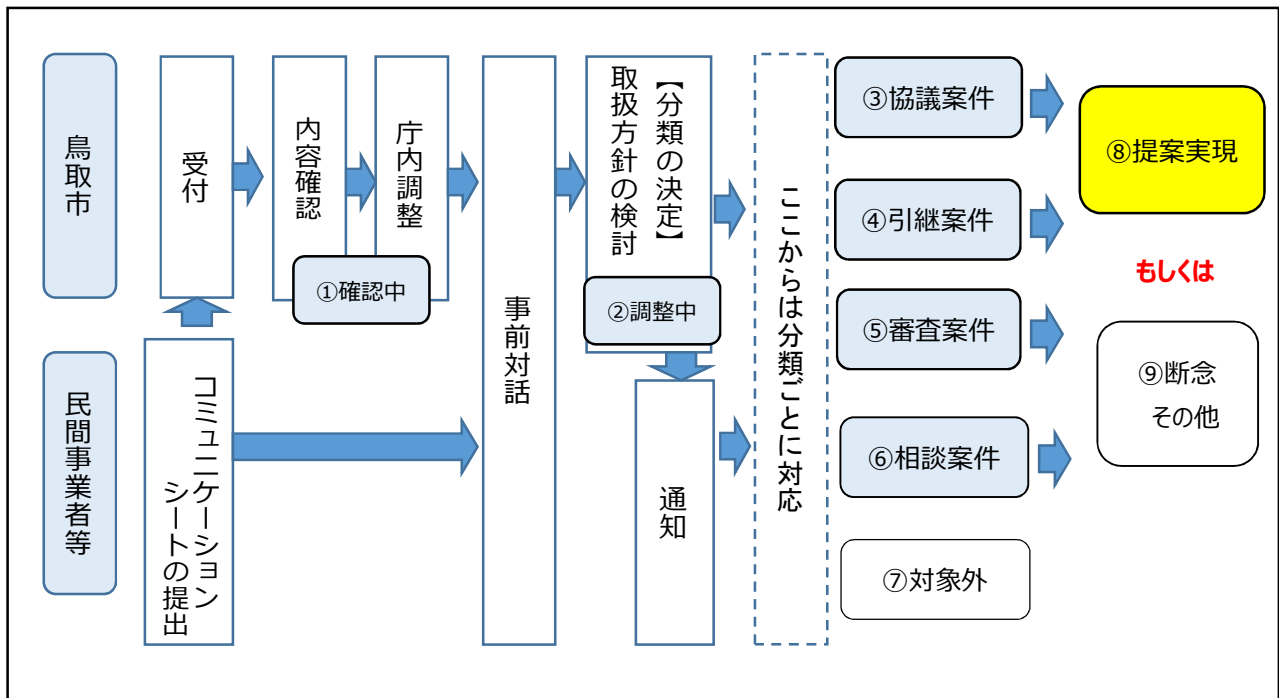 鳥取市
受付
内容確認
庁内調整
①確認中
事前対話
【分類の決定】
取扱方針の検討
②調整中
ここからは分類ごとに対応
③協議案件
④引継案件
⑤審査案件
⑥相談案件
⑦対象外
⑧提案実現
もしくは
⑨断念
その他
民間事業者等
コミュニケーション
シートの提出
通知